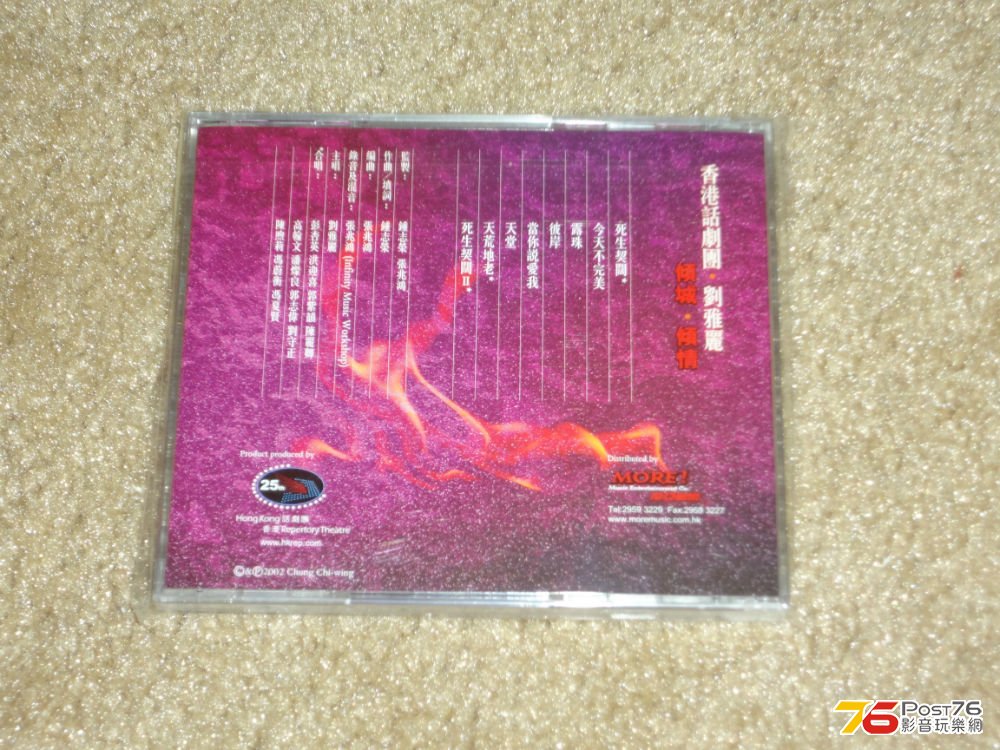 香港話劇團・劉雅麗
傾城・傾情
死生契闊*
今天不完美
露珠
彼岸
當你說愛我
天堂
天荒地老*
死生契闊II*
監製：鍾志榮 張兆鴻
作曲／填詞：鍾志榮
編曲：張兆鴻
錄音及混音：張兆鴻 (Infinity Music Workshop)
主唱：劉雅麗
*合唱：彭杏英 洪迎喜 郭紫韻 陳麗卿
高翰文 潘燦良 郭志偉 劉守正
馮蔚衡 馮夏賢
Product produced by
25th
Hong Kong 話劇團
香港 Repertory Theatre
www.hkrep.com
©&℗2002 Chung Chi-wing
Distributed by
MORE!
Music Entertainment Co.
Tel:2959 3229 Fax:2958 3227
www.moremusic.com.hk
76 Post76
影音玩樂網